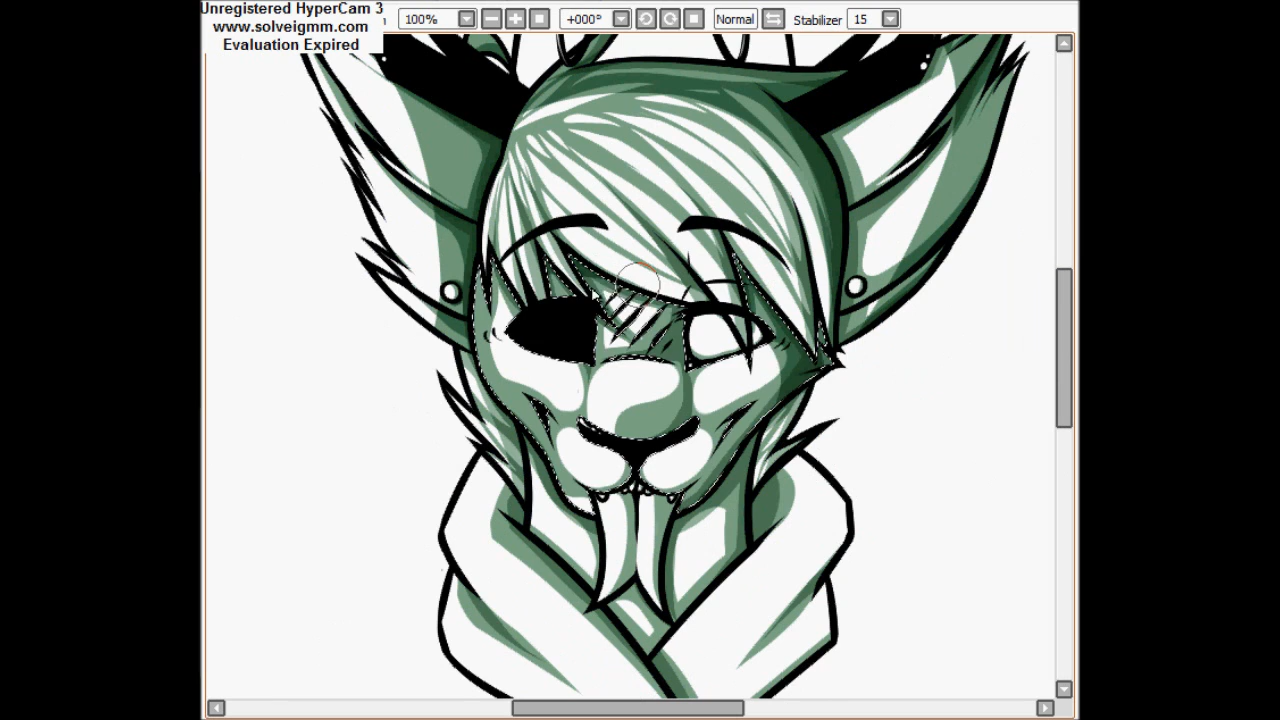 Unregistered HyperCam 3
www.solveigmm.com
Evaluation Expired
100% +000° Normal Stabilizer 15